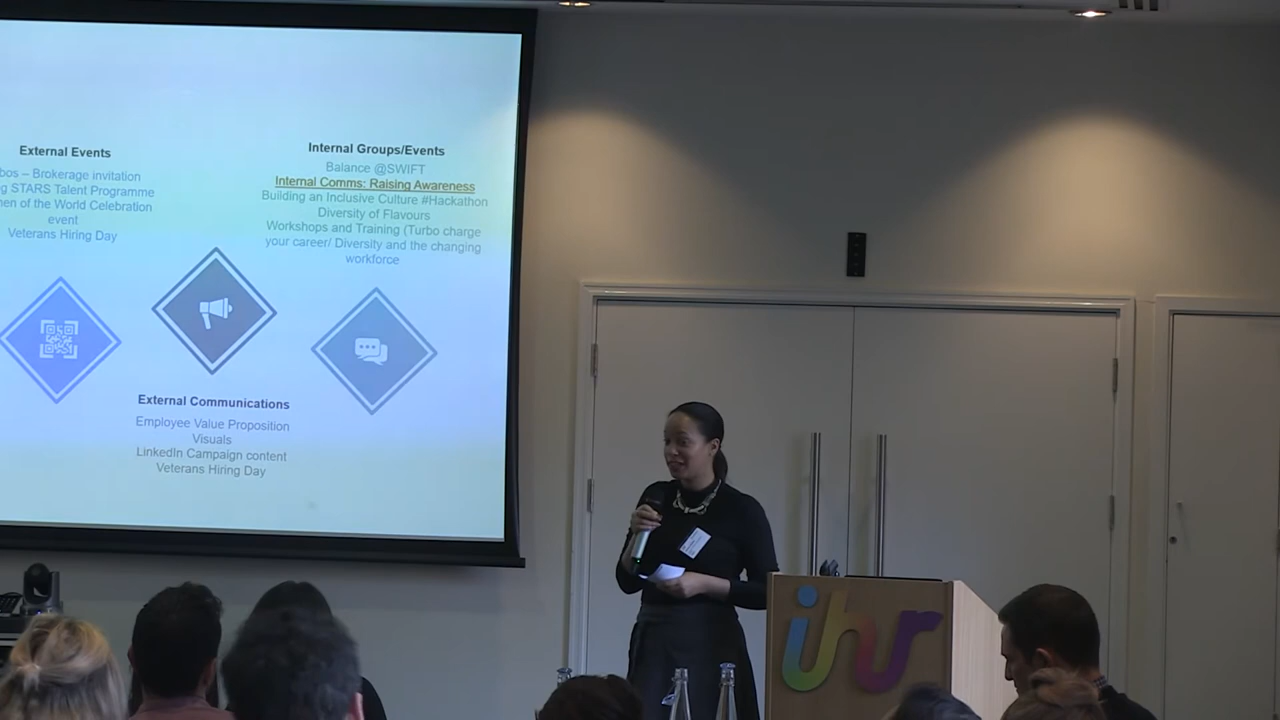 External Events
bos – Brokerage invitation
g STARS Talent Programme
en of the World Celebration
event
Veterans Hiring Day
Internal Groups/Events
Balance @SWIFT
Internal Comms: Raising Awareness
Building an Inclusive Culture #Hackathon
Diversity of Flavours
Workshops and Training (Turbo charge
your career/ Diversity and the changing
workforce
External Communications
Employee Value Proposition
Visuals
LinkedIn Campaign content
Veterans Hiring Day
ihr